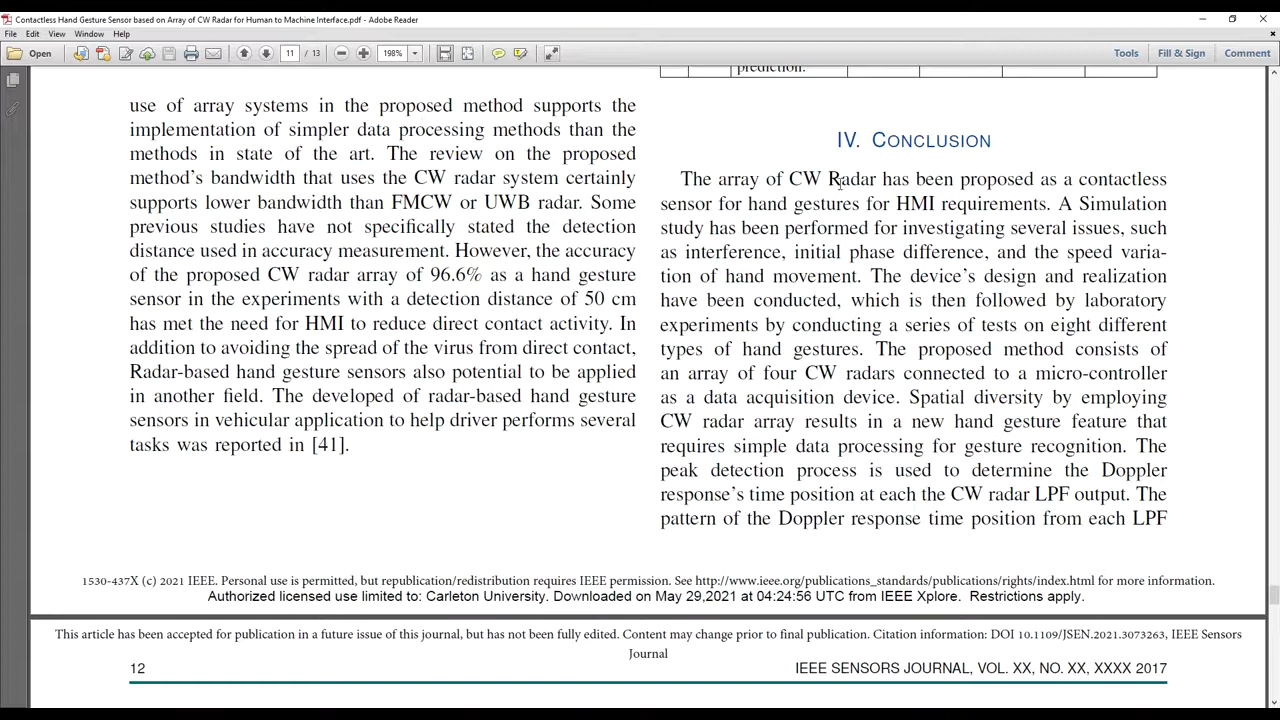 Contactless Hand Gesture Sensor based on Array of CW Radar for Human to Machine Interface.pdf - Adobe Reader
File Edit View Window Help
Open 11 / 13 198% Tools Fill & Sign Comment
use of array systems in the proposed method supports the
implementation of simpler data processing methods than the
methods in state of the art. The review on the proposed
method's bandwidth that uses the CW radar system certainly
supports lower bandwidth than FMCW or UWB radar. Some
previous studies have not specifically stated the detection
distance used in accuracy measurement. However, the accuracy
of the proposed CW radar array of 96.6% as a hand gesture
sensor in the experiments with a detection distance of 50 cm
has met the need for HMI to reduce direct contact activity. In
addition to avoiding the spread of the virus from direct contact,
Radar-based hand gesture sensors also potential to be applied
in another field. The developed of radar-based hand gesture
sensors in vehicular application to help driver performs several
tasks was reported in [41].
prediction.
IV. CONCLUSION
The array of CW Radar has been proposed as a contactless
sensor for hand gestures for HMI requirements. A Simulation
study has been performed for investigating several issues, such
as interference, initial phase difference, and the speed varia-
tion of hand movement. The device's design and realization
have been conducted, which is then followed by laboratory
experiments by conducting a series of tests on eight different
types of hand gestures. The proposed method consists of
an array of four CW radars connected to a micro-controller
as a data acquisition device. Spatial diversity by employing
CW radar array results in a new hand gesture feature that
requires simple data processing for gesture recognition. The
peak detection process is used to determine the Doppler
response's time position at each the CW radar LPF output. The
pattern of the Doppler response time position from each LPF
1530-437X (c) 2021 IEEE. Personal use is permitted, but republication/redistribution requires IEEE permission. See http://www.ieee.org/publications_standards/publications/rights/index.html for more information.
Authorized licensed use limited to: Carleton University. Downloaded on May 29,2021 at 04:24:56 UTC from IEEE Xplore. Restrictions apply.
This article has been accepted for publication in a future issue of this journal, but has not been fully edited. Content may change prior to final publication. Citation information: DOI 10.1109/JSEN.2021.3073263, IEEE Sensors
Journal
12 IEEE SENSORS JOURNAL, VOL. XX, NO. XX, XXXX 2017